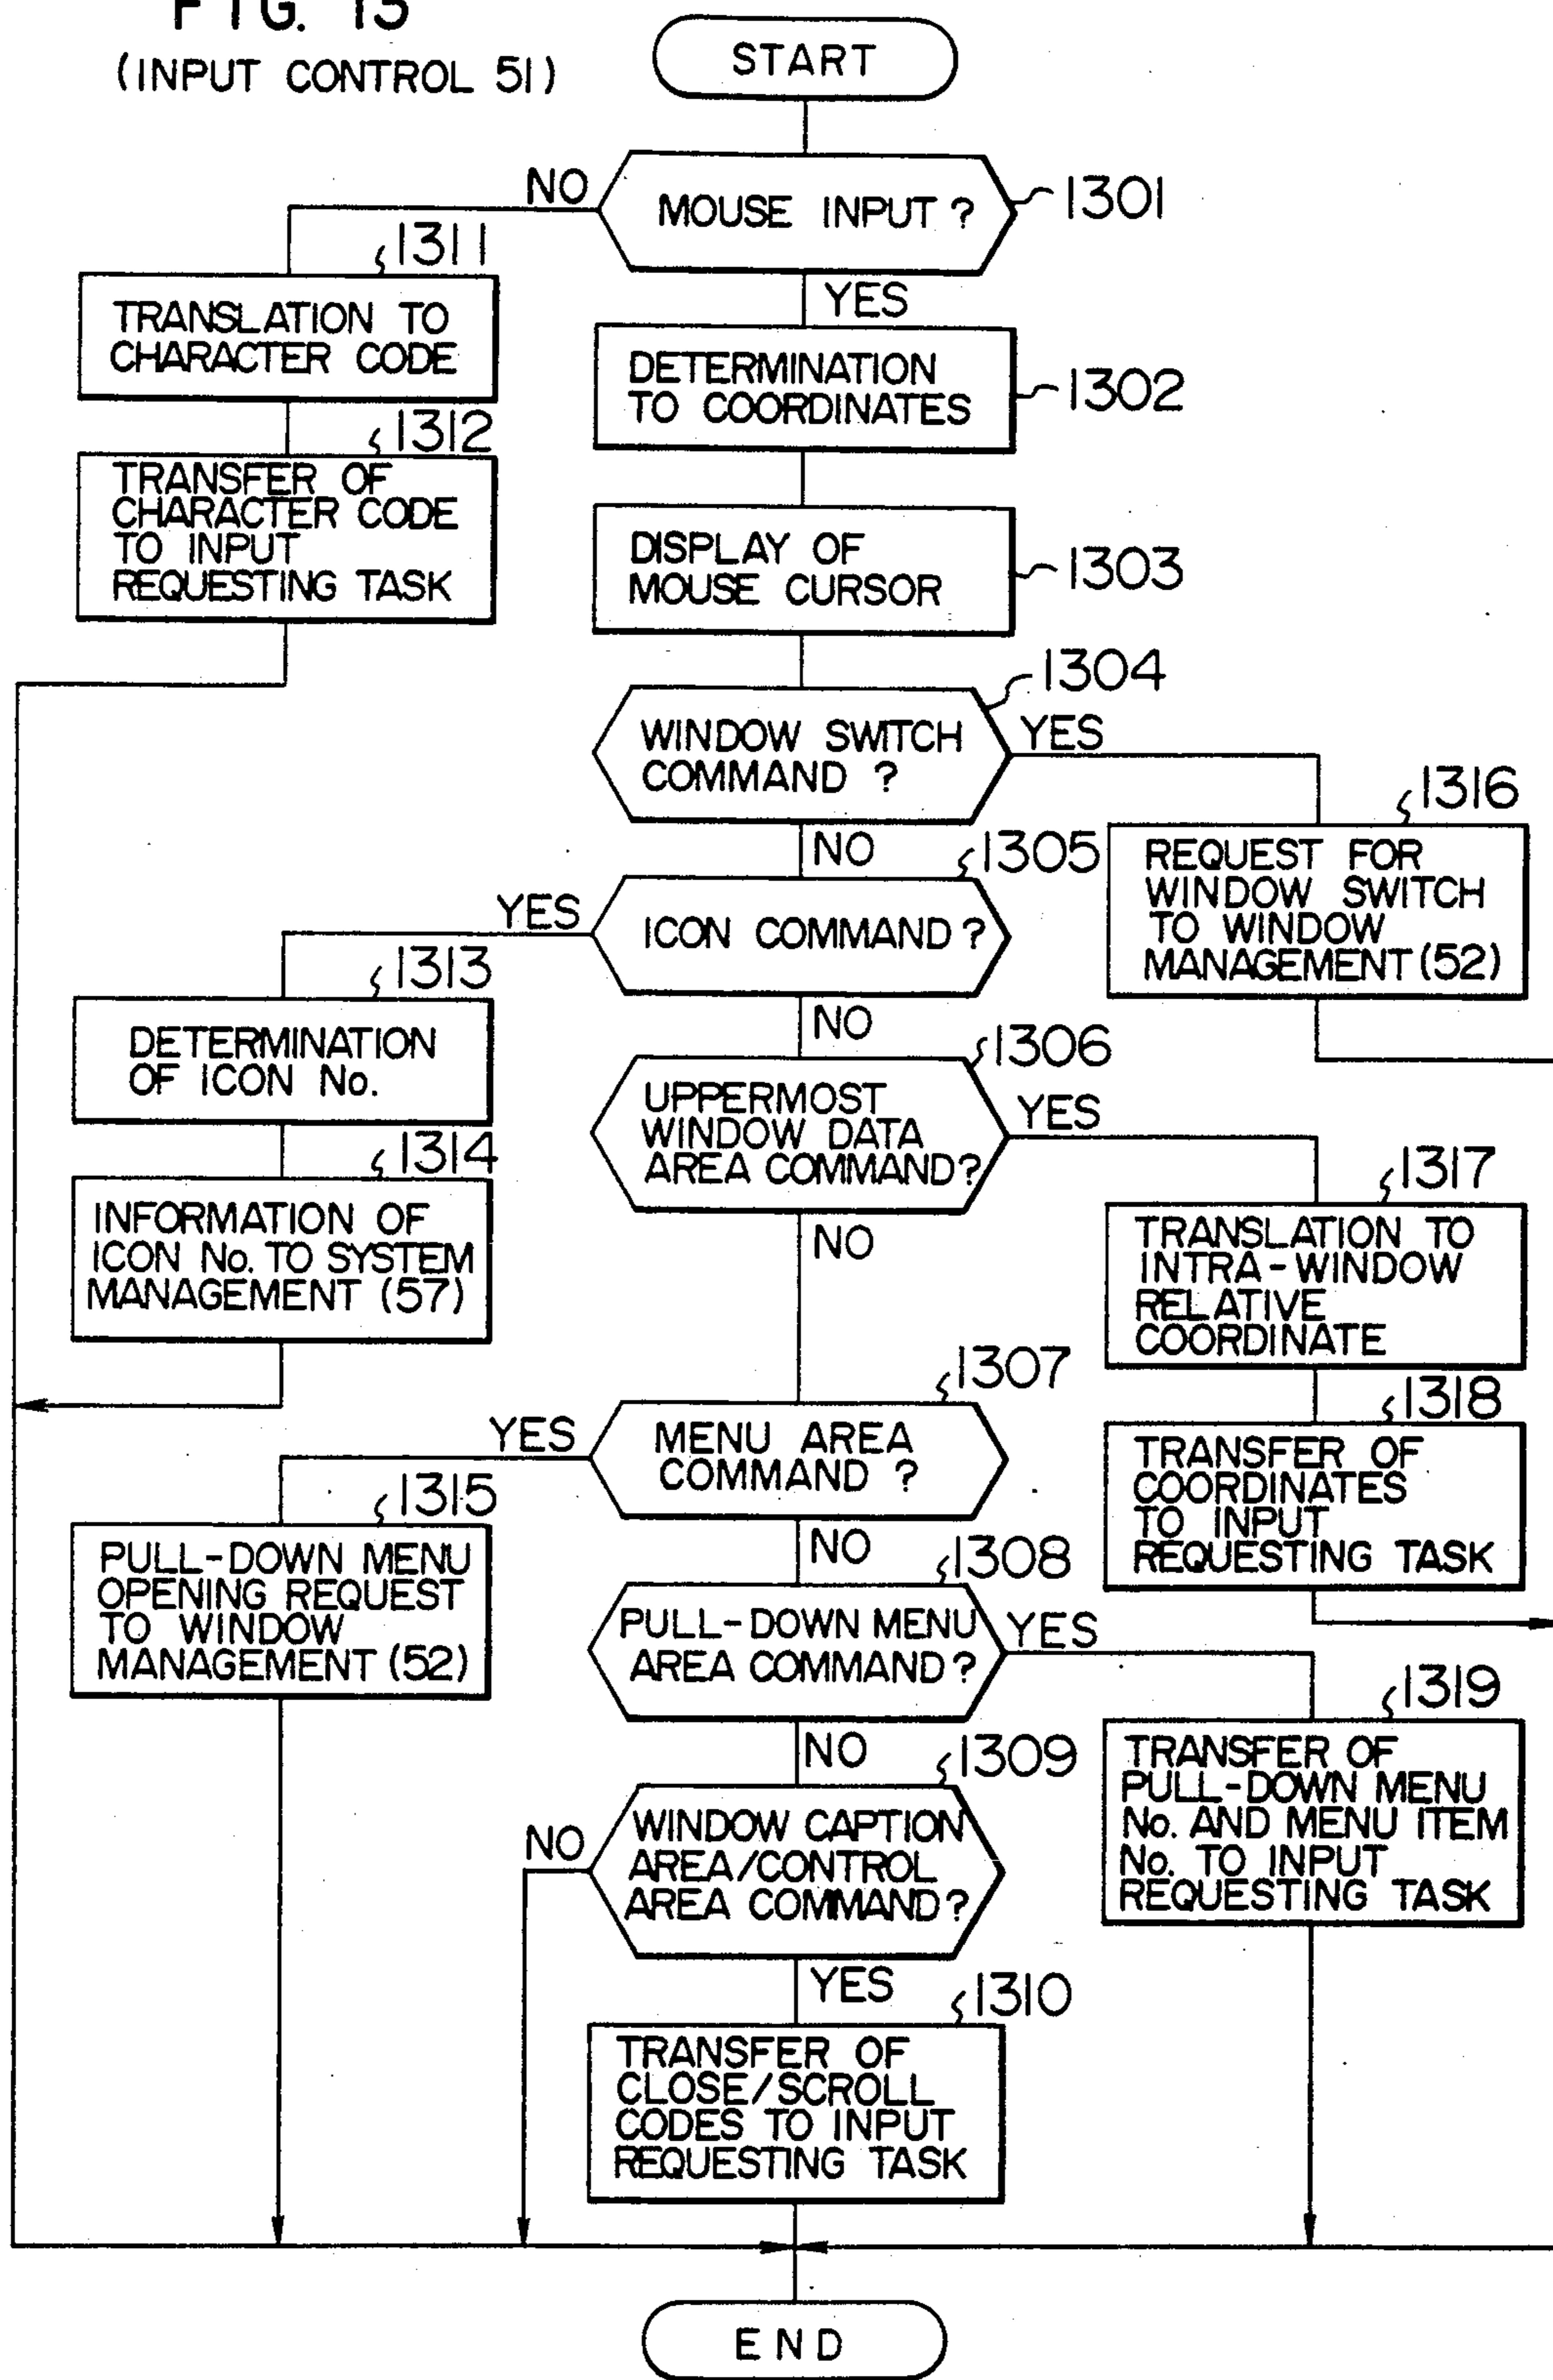 FIG. 13
(INPUT CONTROL 51)
START
MOUSE INPUT ?
1301
NO
YES
1311
TRANSLATION TO
CHARACTER CODE
DETERMINATION
TO COORDINATES
1302
1312
TRANSFER OF
CHARACTER CODE
TO INPUT
REQUESTING TASK
DISPLAY OF
MOUSE CURSOR
1303
1304
WINDOW SWITCH
COMMAND ?
YES
NO
1316
REQUEST FOR
WINDOW SWITCH
TO WINDOW
MANAGEMENT (52)
1305
ICON COMMAND ?
YES
NO
1313
DETERMINATION
OF ICON No.
1314
INFORMATION OF
ICON No. TO SYSTEM
MANAGEMENT (57)
1306
UPPERMOST
WINDOW DATA
AREA COMMAND?
YES
NO
1317
TRANSLATION TO
INTRA-WINDOW
RELATIVE
COORDINATE
1318
TRANSFER OF
COORDINATES
TO INPUT
REQUESTING TASK
1307
MENU AREA
COMMAND ?
YES
NO
1315
PULL-DOWN MENU
OPENING REQUEST
TO WINDOW
MANAGEMENT (52)
1308
PULL-DOWN MENU
AREA COMMAND ?
YES
NO
1319
TRANSFER OF
PULL-DOWN MENU
No. AND MENU ITEM
No. TO INPUT
REQUESTING TASK
1309
WINDOW CAPTION
AREA/CONTROL
AREA COMMAND?
NO
YES
1310
TRANSFER OF
CLOSE/SCROLL
CODES TO INPUT
REQUESTING TASK
END